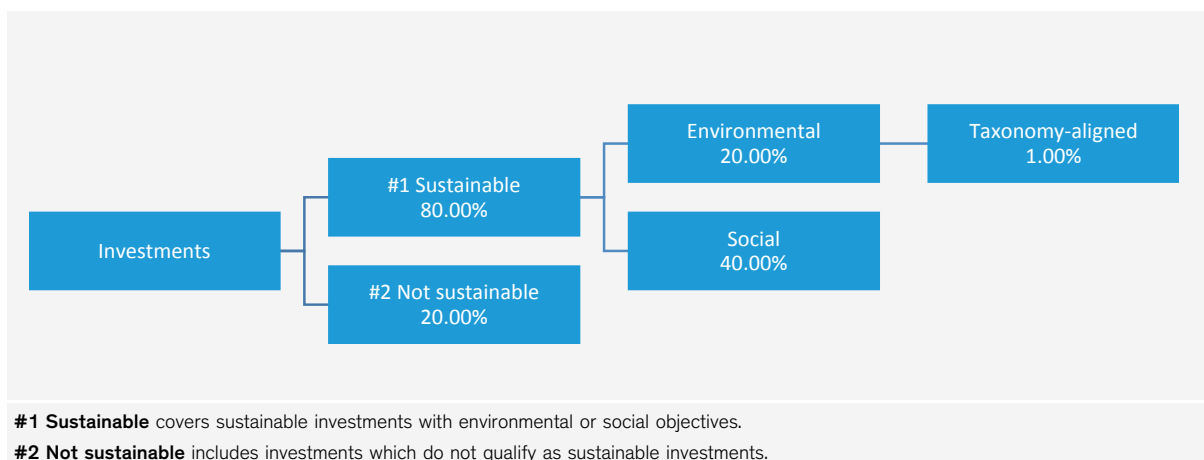 Environmental
20.00%
Taxonomy-aligned
1.00%
#1 Sustainable
80.00%
Social
40.00%
Investments
#2 Not sustainable
20.00%
#1 Sustainable covers sustainable investments with environmental or social objectives.
#2 Not sustainable includes investments which do not qualify as sustainable investments.